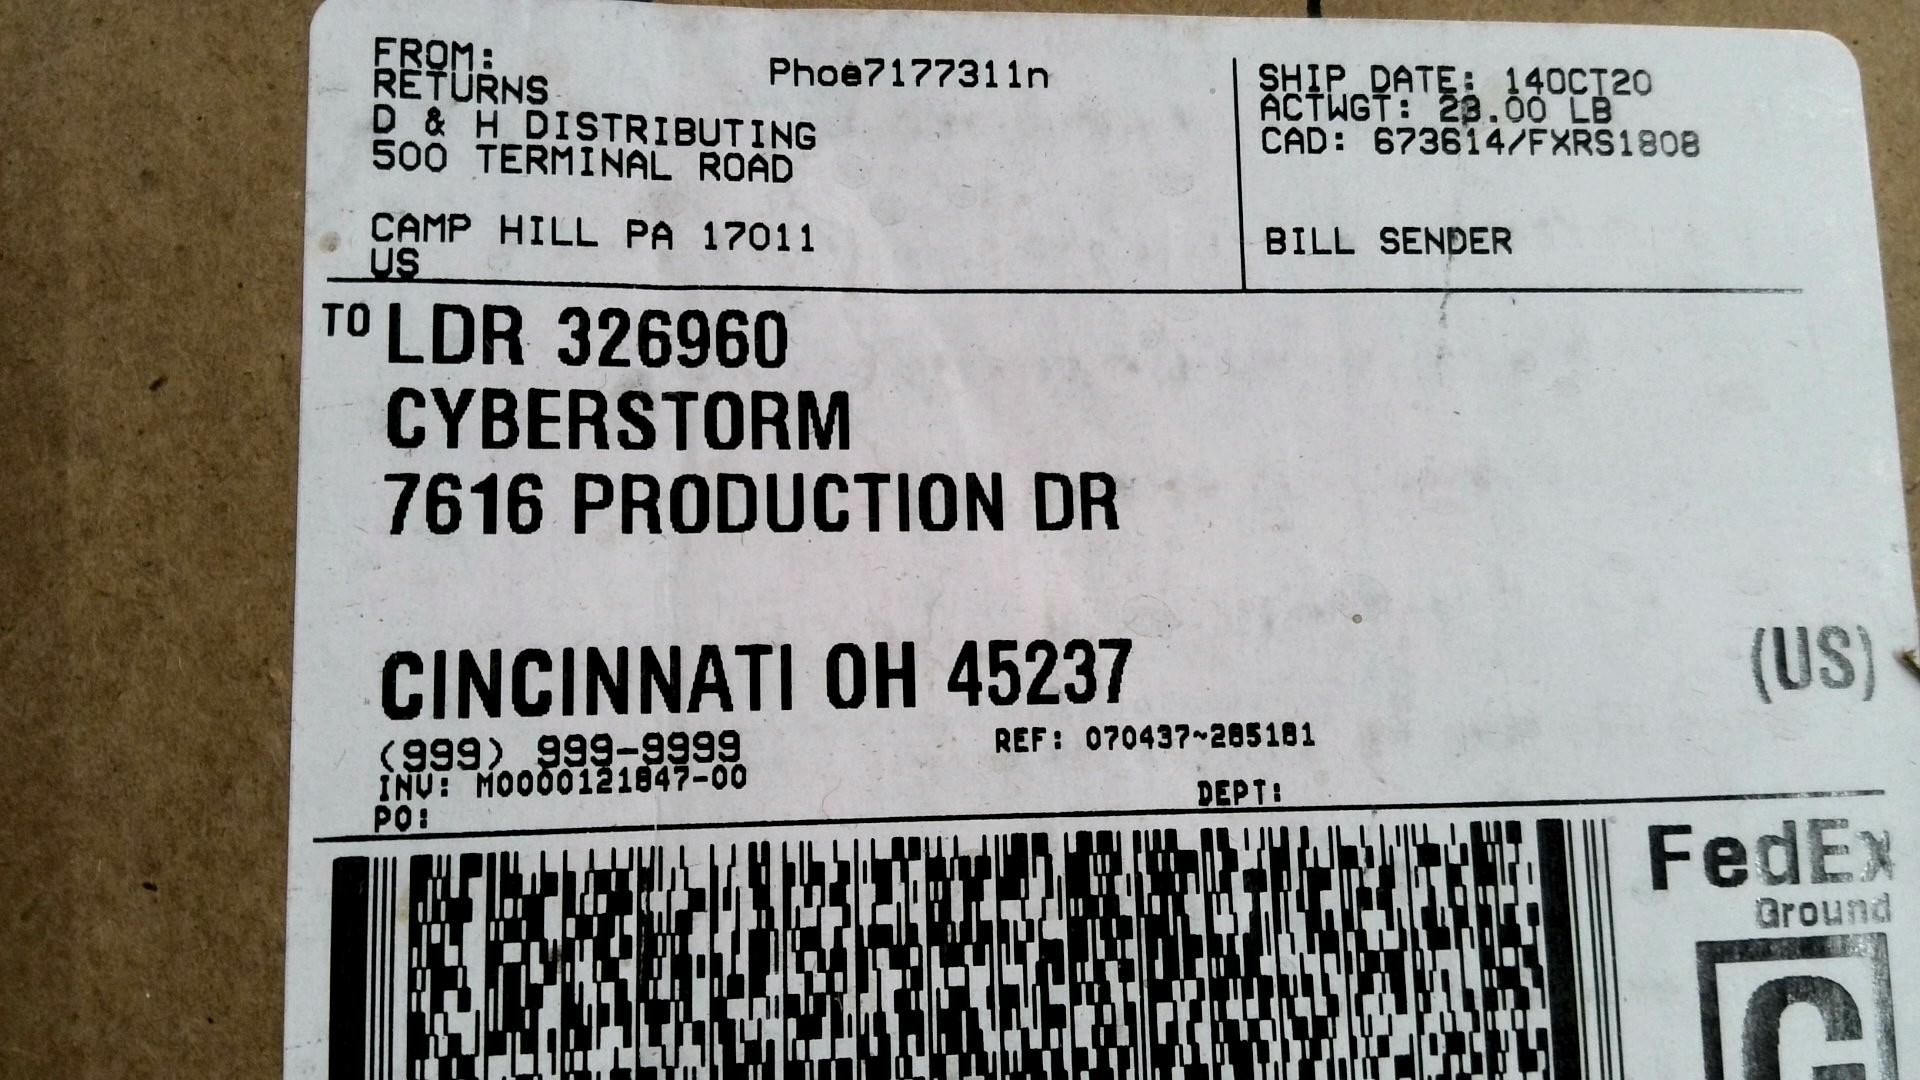 FROM:
RETURNS
Phoe7177311n
D & H DISTRIBUTING
500 TERMINAL ROAD
CAMP HILL PA 17011
US
SHIP DATE: 14OCT20
ACTWGT: LB
CAD: 673614/FXRS1808
BILL SENDER
TO LDR 326960
CYBERSTORM
7616 PRODUCTION DR
CINCINNATI OH 45237
(US)
(999) 999-9999
REF: 070437~285181
INV: M0000121847-00
PO:
DEPT:
FedEx
Ground
G